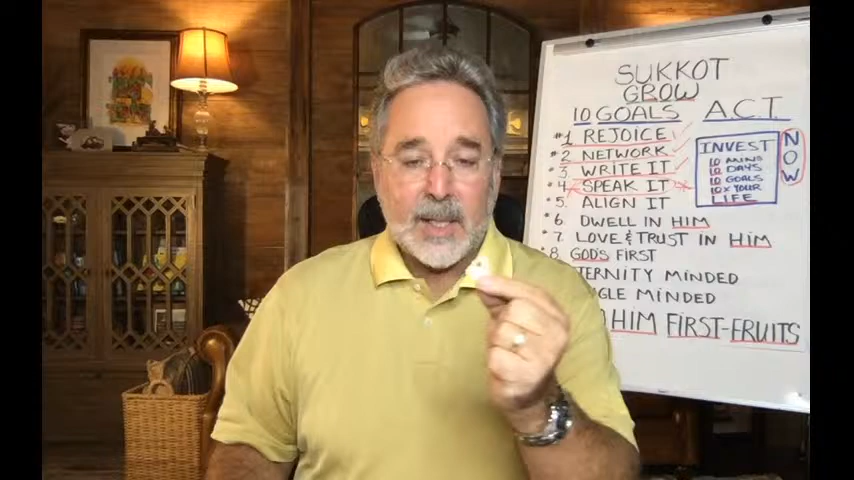 SUKKOT
GROW
10 GOALS A.C.T.
#1. REJOICE
2 NETWORK
3. WRITE IT
4. SPEAK IT
5. ALIGN IT
6. DWELL IN HIM
7. LOVE & TRUST IN HIM
8. GOD'S FIRST
TERNITY MINDED
GLE MINDED
HIM FIRST-FRUITS
INVEST
10 MINS
10 DAYS
10 GOALS
10X YOUR
LIFE
NOW